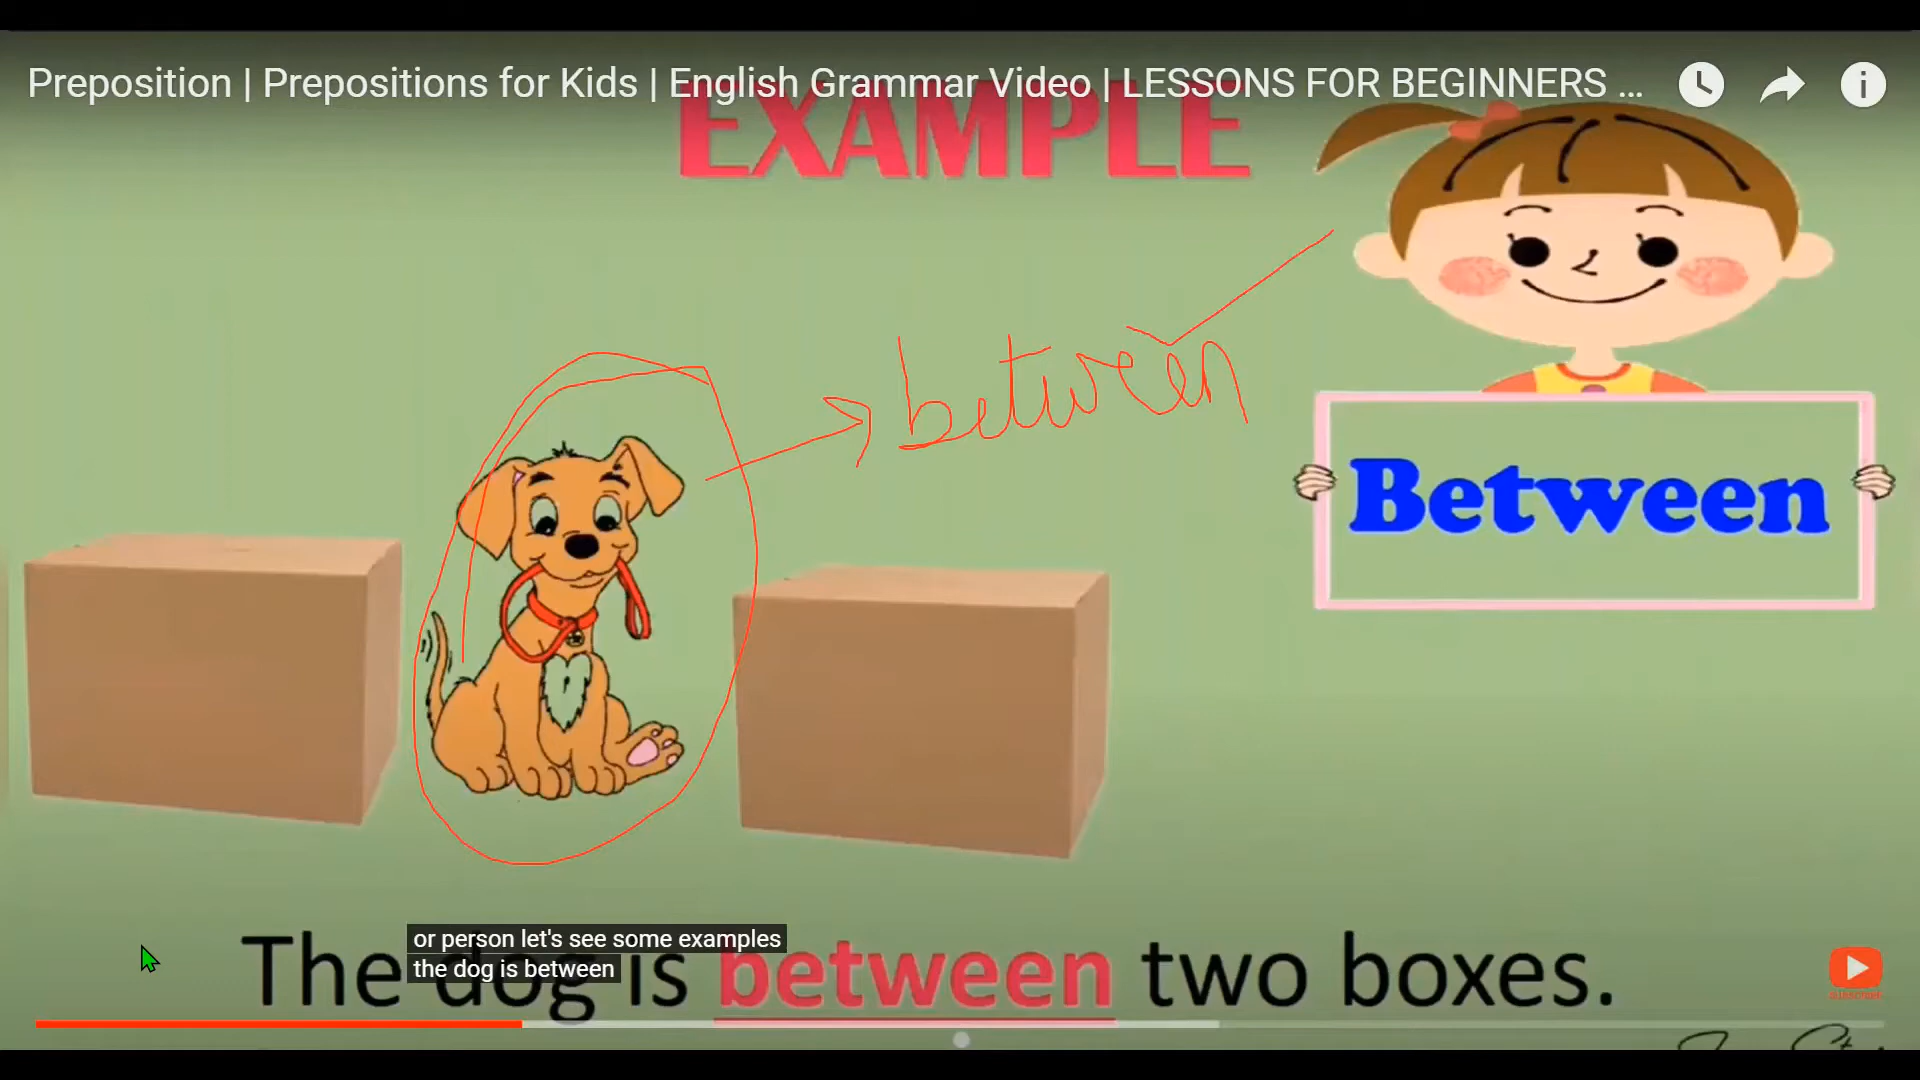 Preposition | Prepositions for Kids | English Grammar Video | LESSONS FOR BEGINNERS ...
EXAMPLE
between
Between
or person let's see some examples
the dog is between
The dog is between two boxes.
SUBSCRIBE